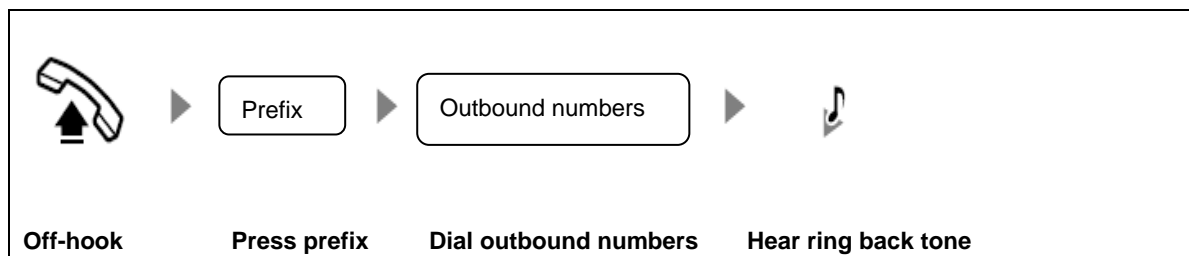 Prefix
Outbound numbers
Off-hook
Press prefix
Dial outbound numbers
Hear ring back tone